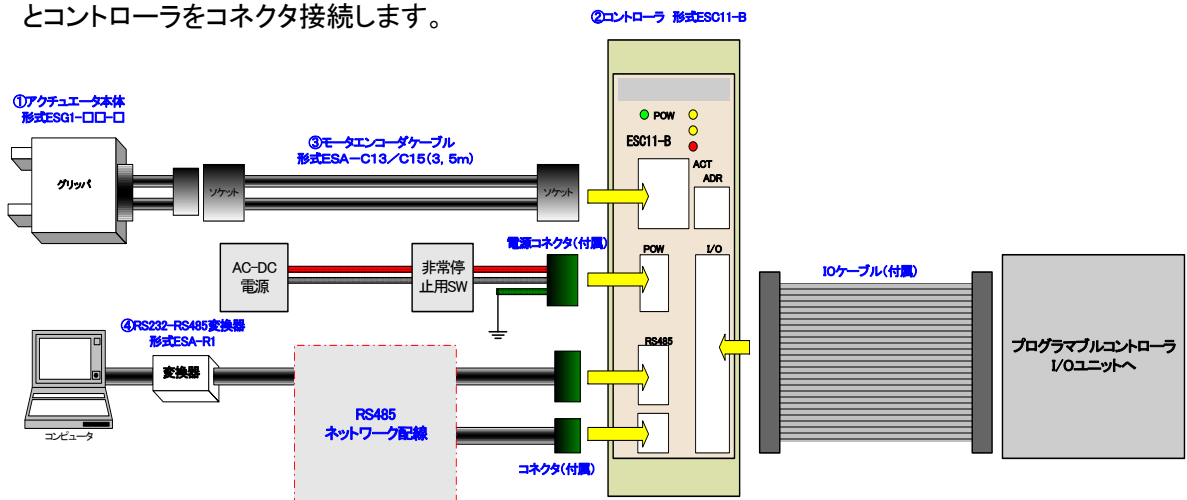 とコントローラをコネクタ接続します。
②コントローラ 形式ESC11-B
①アクチュエータ本体
形式ESG1-□□-□
グリッパ
③モータエンコーダケーブル
形式ESA-C13／C15(3, 5m)
ソケット
ソケット
POW
ESC11-B
ACT
ADR
電源コネクタ(付属)
POW
I/O
AC-DC
電源
非常停
止用SW
IOケーブル(付属)
④RS232-RS485変換器
形式ESA-R1
変換器
コンピュータ
RS485
ネットワーク配線
RS485
コネクタ(付属)
プログラマブルコントローラ
I/Oユニットへ